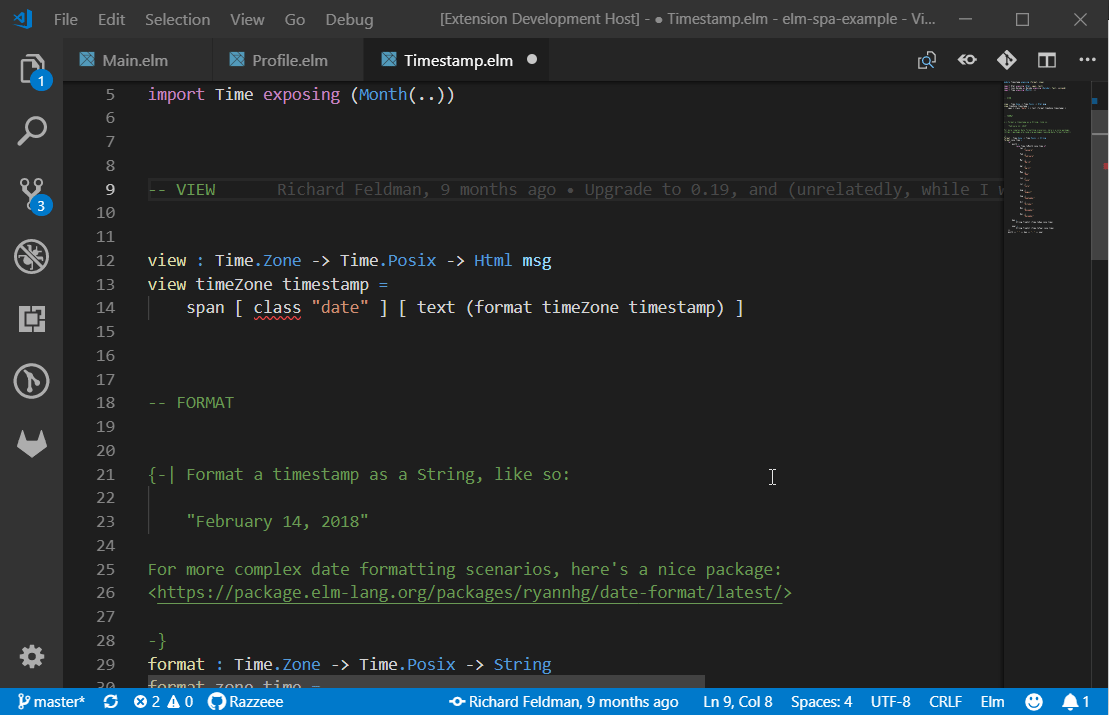 File Edit Selection View Go Debug [Extension Development Host] - ● Timestamp.elm - elm-spa-example - Vi...
1
3
Main.elm Profile.elm Timestamp.elm
5 import Time exposing (Month(..))
6
7
8
9 -- VIEW Richard Feldman, 9 months ago • Upgrade to 0.19, and (unrelatedly, while I w
10
11
12 view : Time.Zone -> Time.Posix -> Html msg
13 view timeZone timestamp =
14 span [ class "date" ] [ text (format timeZone timestamp) ]
15
16
17
18 -- FORMAT
19
20
21 {-| Format a timestamp as a String, like so:
22
23 "February 14, 2018"
24
25 For more complex date formatting scenarios, here's a nice package:
26 <https://package.elm-lang.org/packages/ryannhg/date-format/latest/>
27
28 -}
29 format : Time.Zone -> Time.Posix -> String
30 format zone time =
master* 2 0 Razzeee Richard Feldman, 9 months ago Ln 9, Col 8 Spaces: 4 UTF-8 CRLF Elm 1